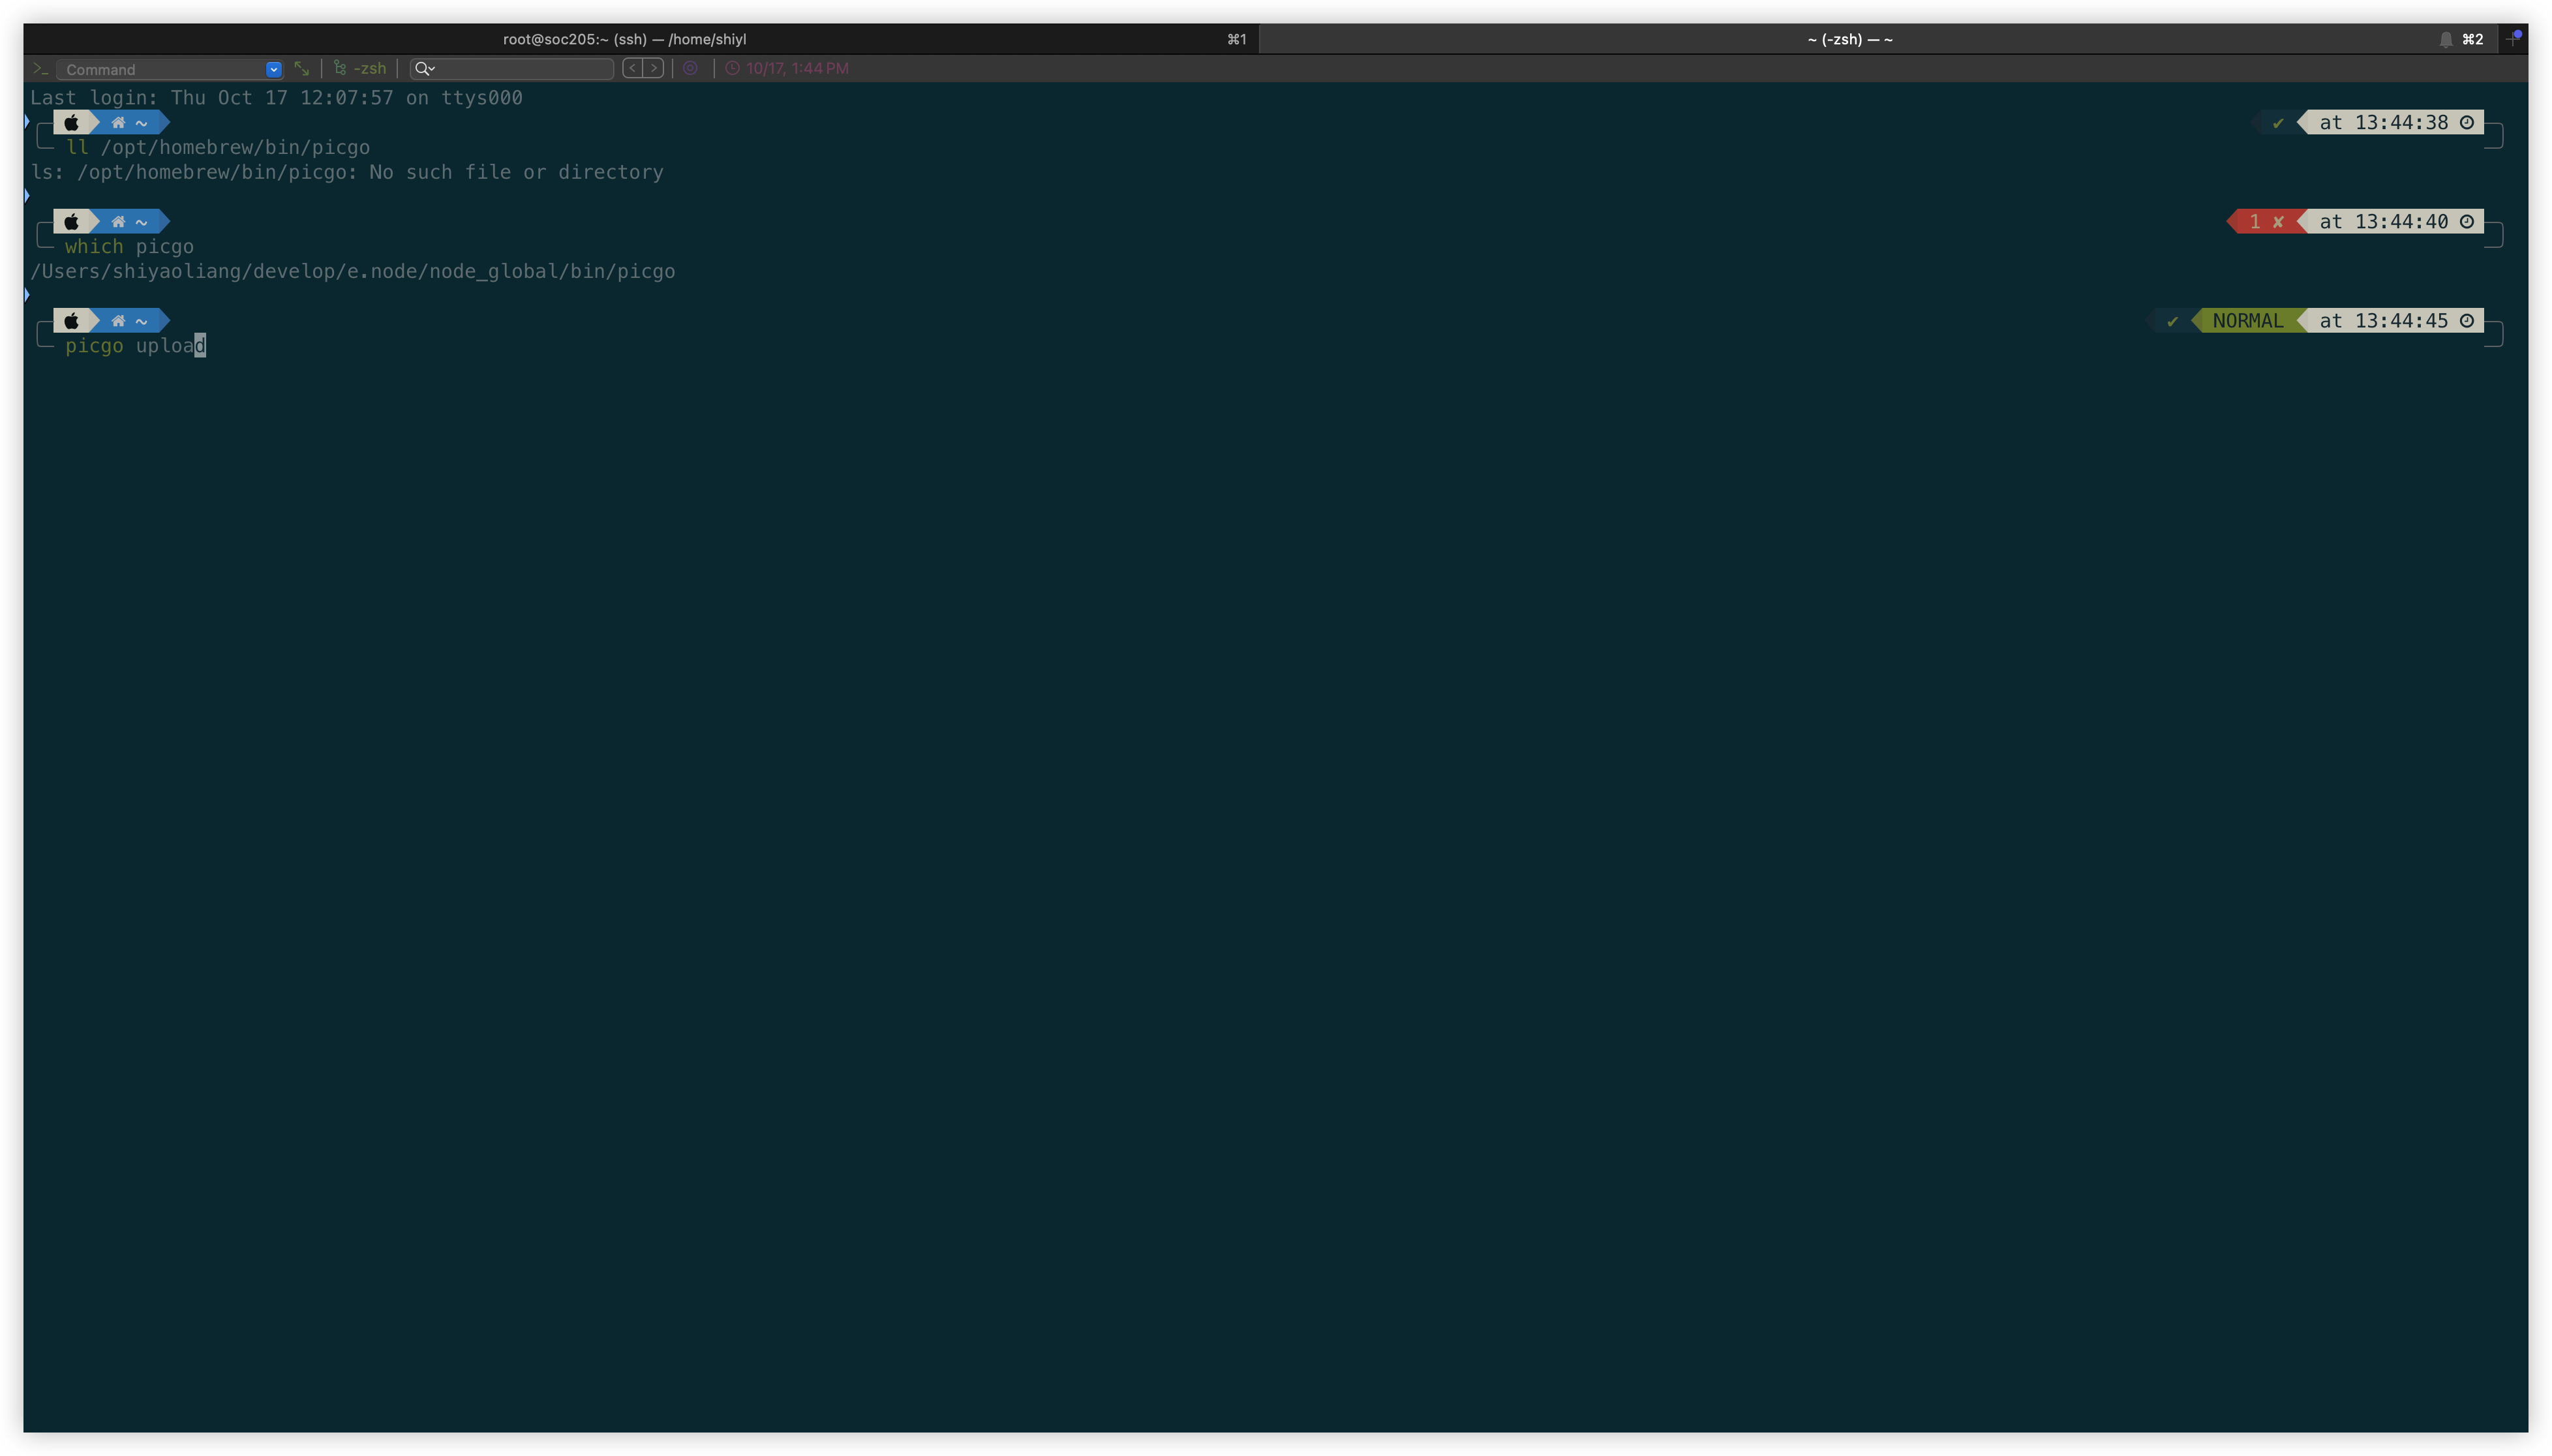 root@soc205:~ (ssh) — /home/shiyl ⌘1 ~ (-zsh) — ~ ⌘2
Command -zsh 10/17, 1:44 PM
Last login: Thu Oct 17 12:07:57 on ttys000
~ ✔ at 13:44:38
ll /opt/homebrew/bin/picgo
ls: /opt/homebrew/bin/picgo: No such file or directory
~ 1 ✘ at 13:44:40
which picgo
/Users/shiyaoliang/develop/e.node/node_global/bin/picgo
~ ✔ NORMAL at 13:44:45
picgo upload